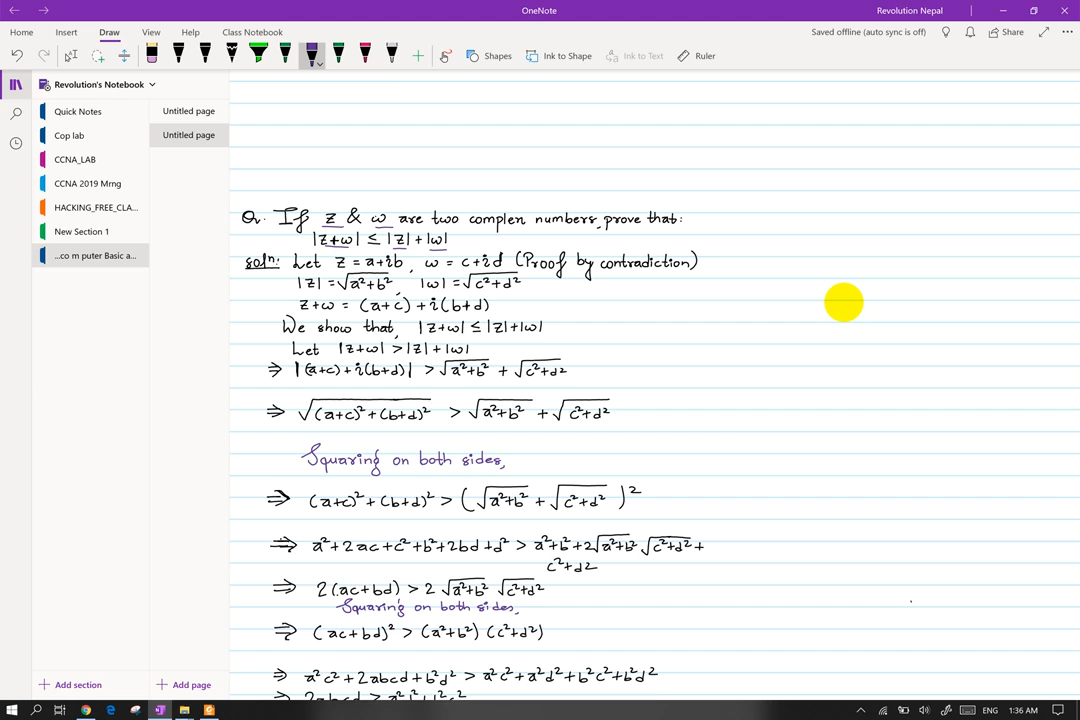 OneNote
Revolution Nepal
Home Insert Draw View Help Class Notebook
Saved offline (auto sync is off)
Share
Shapes
Ink to Shape
Ink to Text
Ruler
Revolution's Notebook
Quick Notes
Cop lab
CCNA_LAB
CCNA 2019 Mrng
HACKING_FREE_CLA...
New Section 1
...co m puter Basic a...
Untitled page
Untitled page
Q. If z & ω are two complex numbers, prove that:
|z+ω| ≤ |z| + |ω|
solⁿ: Let z = a+ib, ω = c+id (Proof by contradiction)
|z| = √(a²+b²), |ω| = √(c²+d²)
z+ω = (a+c) + i(b+d)
We show that, |z+ω| ≤ |z|+|ω|
Let |z+ω| > |z|+|ω|
⇒ |(a+c)+i(b+d)| > √(a²+b²) + √(c²+d²)
⇒ √((a+c)²+(b+d)²) > √(a²+b²) + √(c²+d²)
Squaring on both sides,
⇒ (a+c)²+(b+d)² > (√(a²+b²) + √(c²+d²))²
⇒ a²+2ac+c²+b²+2bd+d² > a²+b²+2√(a²+b²) √(c²+d²)+
c²+d2
⇒ 2(ac+bd) > 2 √(a²+b²) √(c²+d²)
Squaring on both sides,
⇒ (ac+bd)² > (a²+b²) (c²+d²)
⇒ a²c²+2abcd+b²d² > a²c²+a²d²+b²c²+b²d²
Add section
Add page
ENG
1:36 AM